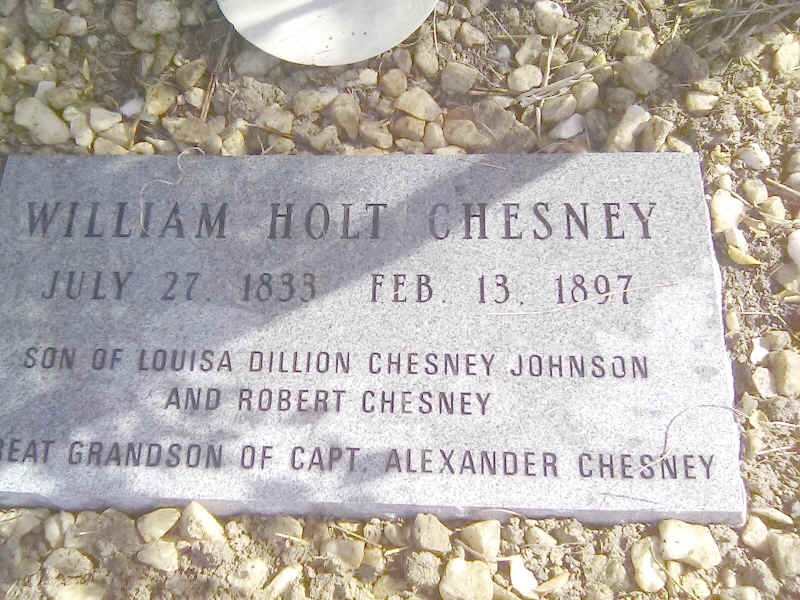 WILLIAM HOLT CHESNEY
JULY 27. 1833 FEB. 13. 1897
SON OF LOUISA DILLION CHESNEY JOHNSON
AND ROBERT CHESNEY
REAT GRANDSON OF CAPT. ALEXANDER CHESNEY